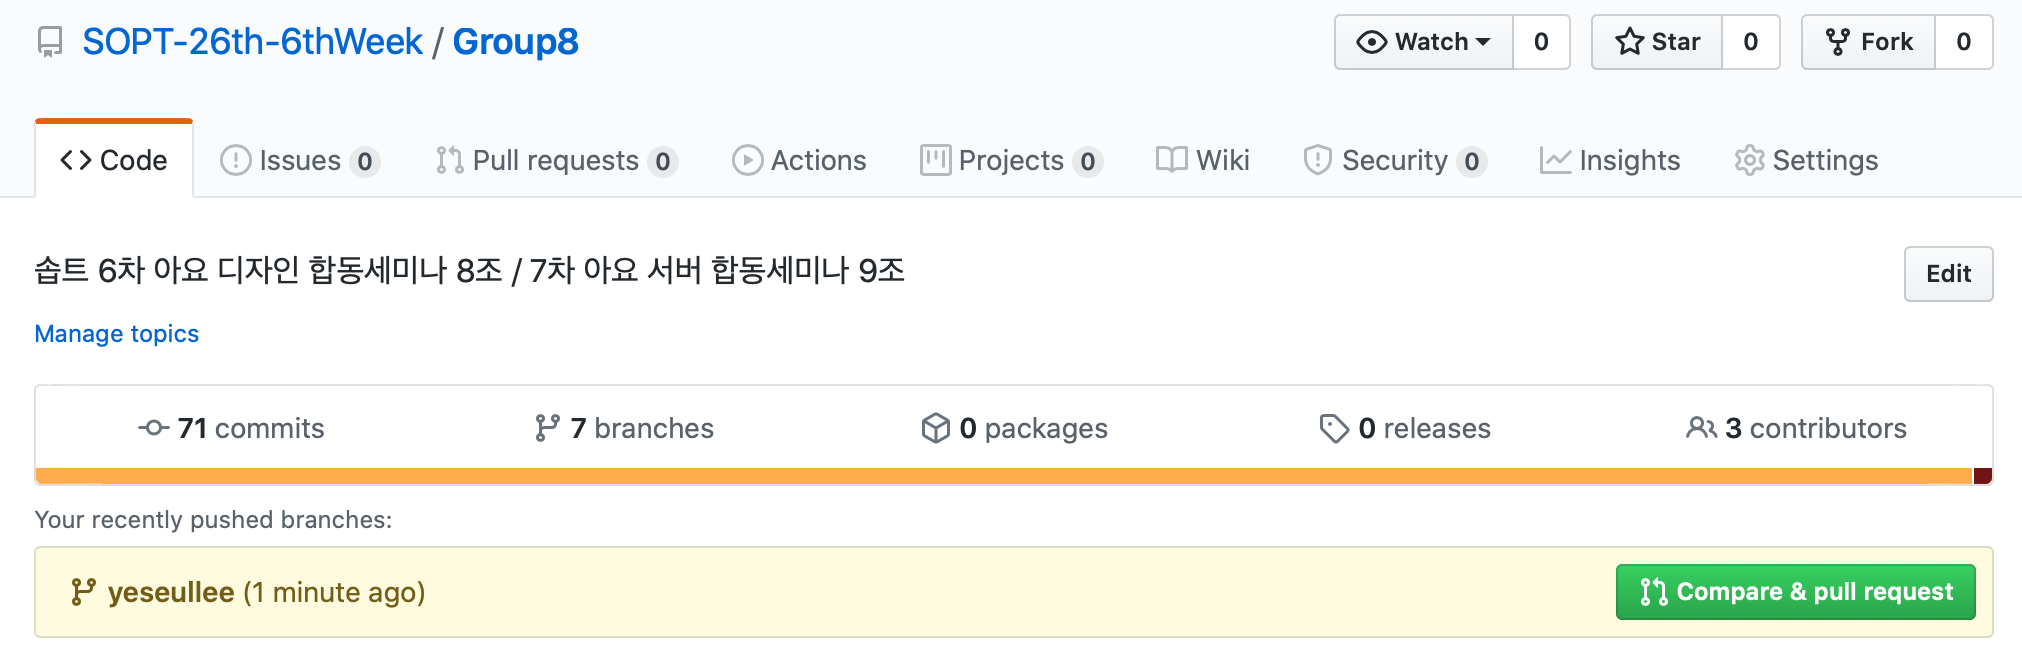 SOPT-26th-6thWeek / Group8
Watch 0 Star 0 Fork 0
Code Issues 0 Pull requests 0 Actions Projects 0 Wiki Security 0 Insights Settings
솝트 6차 아요 디자인 합동세미나 8조 / 7차 아요 서버 합동세미나 9조
Edit
Manage topics
71 commits 7 branches 0 packages 0 releases 3 contributors
Your recently pushed branches:
yeseullee (1 minute ago) Compare & pull request